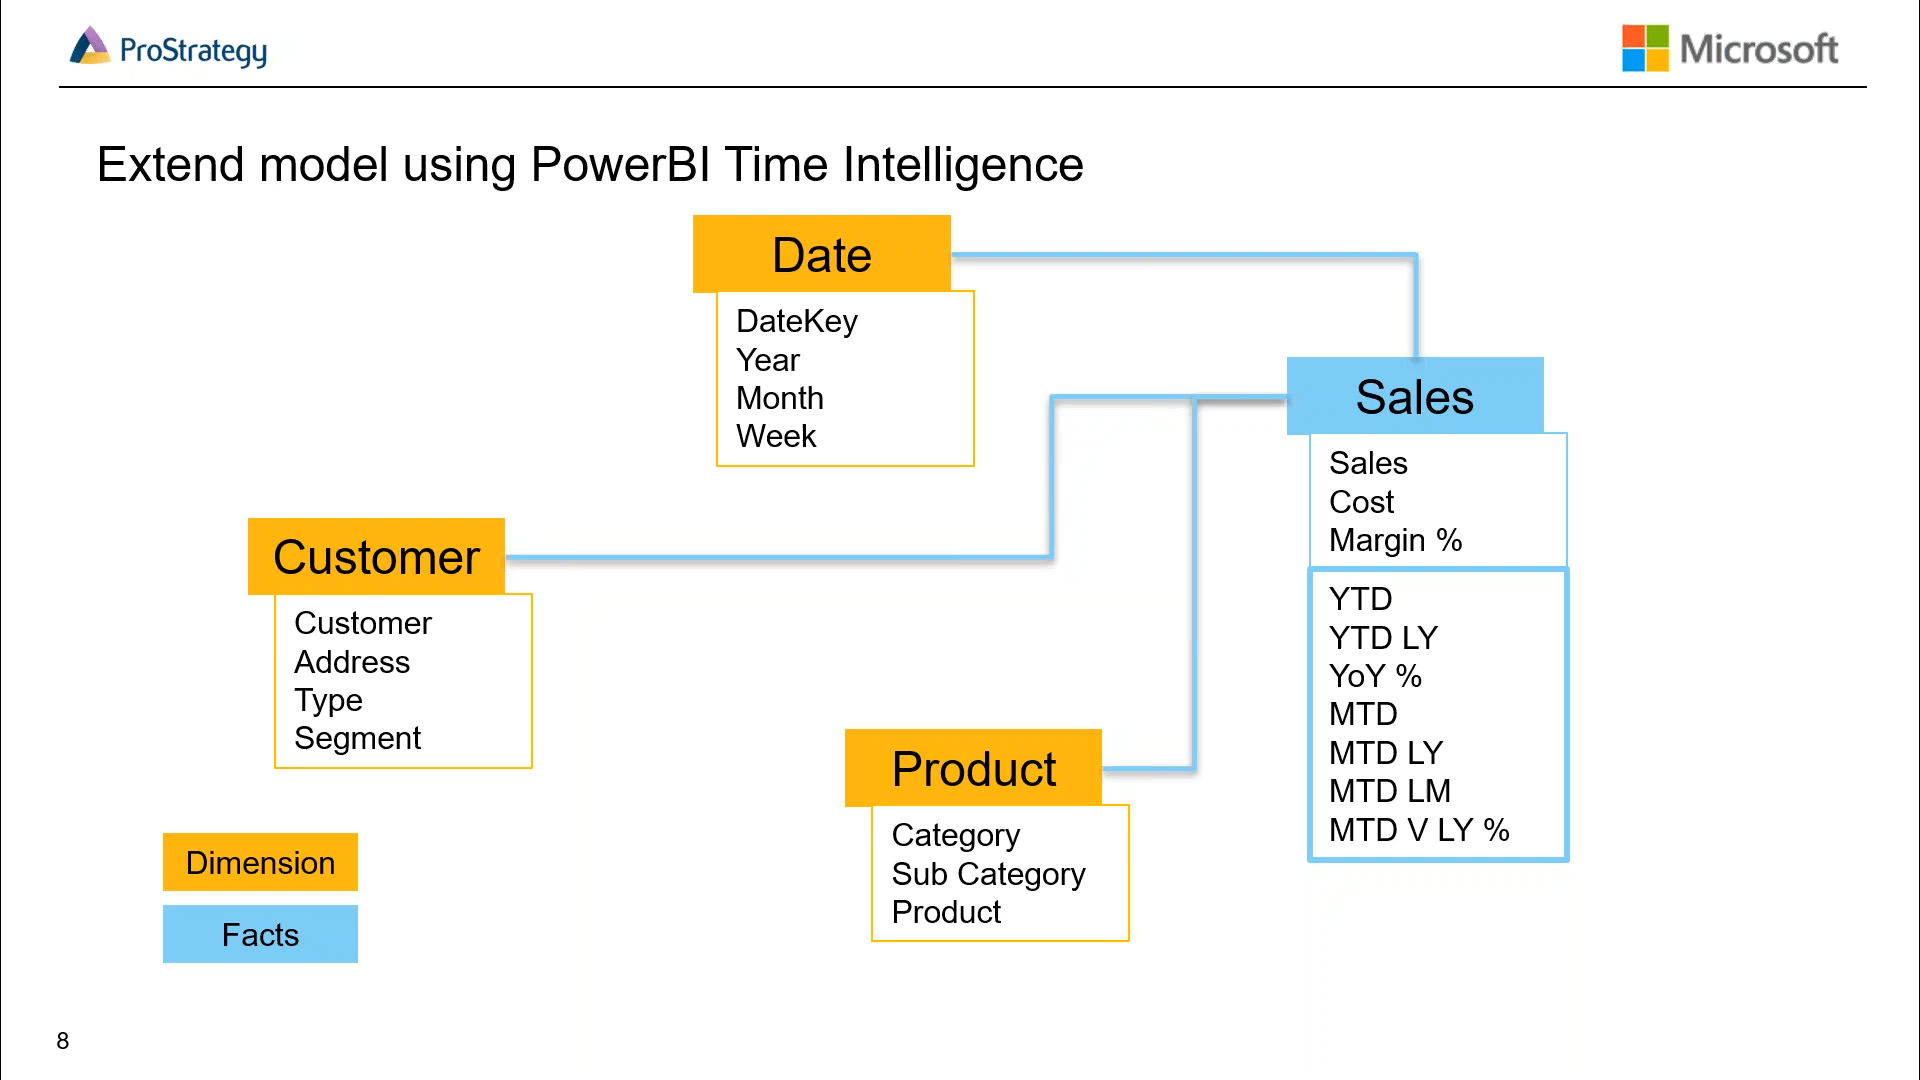 ProStrategy
Microsoft
Extend model using PowerBI Time Intelligence
Date
DateKey
Year
Month
Week
Sales
Sales
Cost
Margin %
YTD
YTD LY
YoY %
MTD
MTD LY
MTD LM
MTD V LY %
Customer
Customer
Address
Type
Segment
Product
Category
Sub Category
Product
Dimension
Facts
8